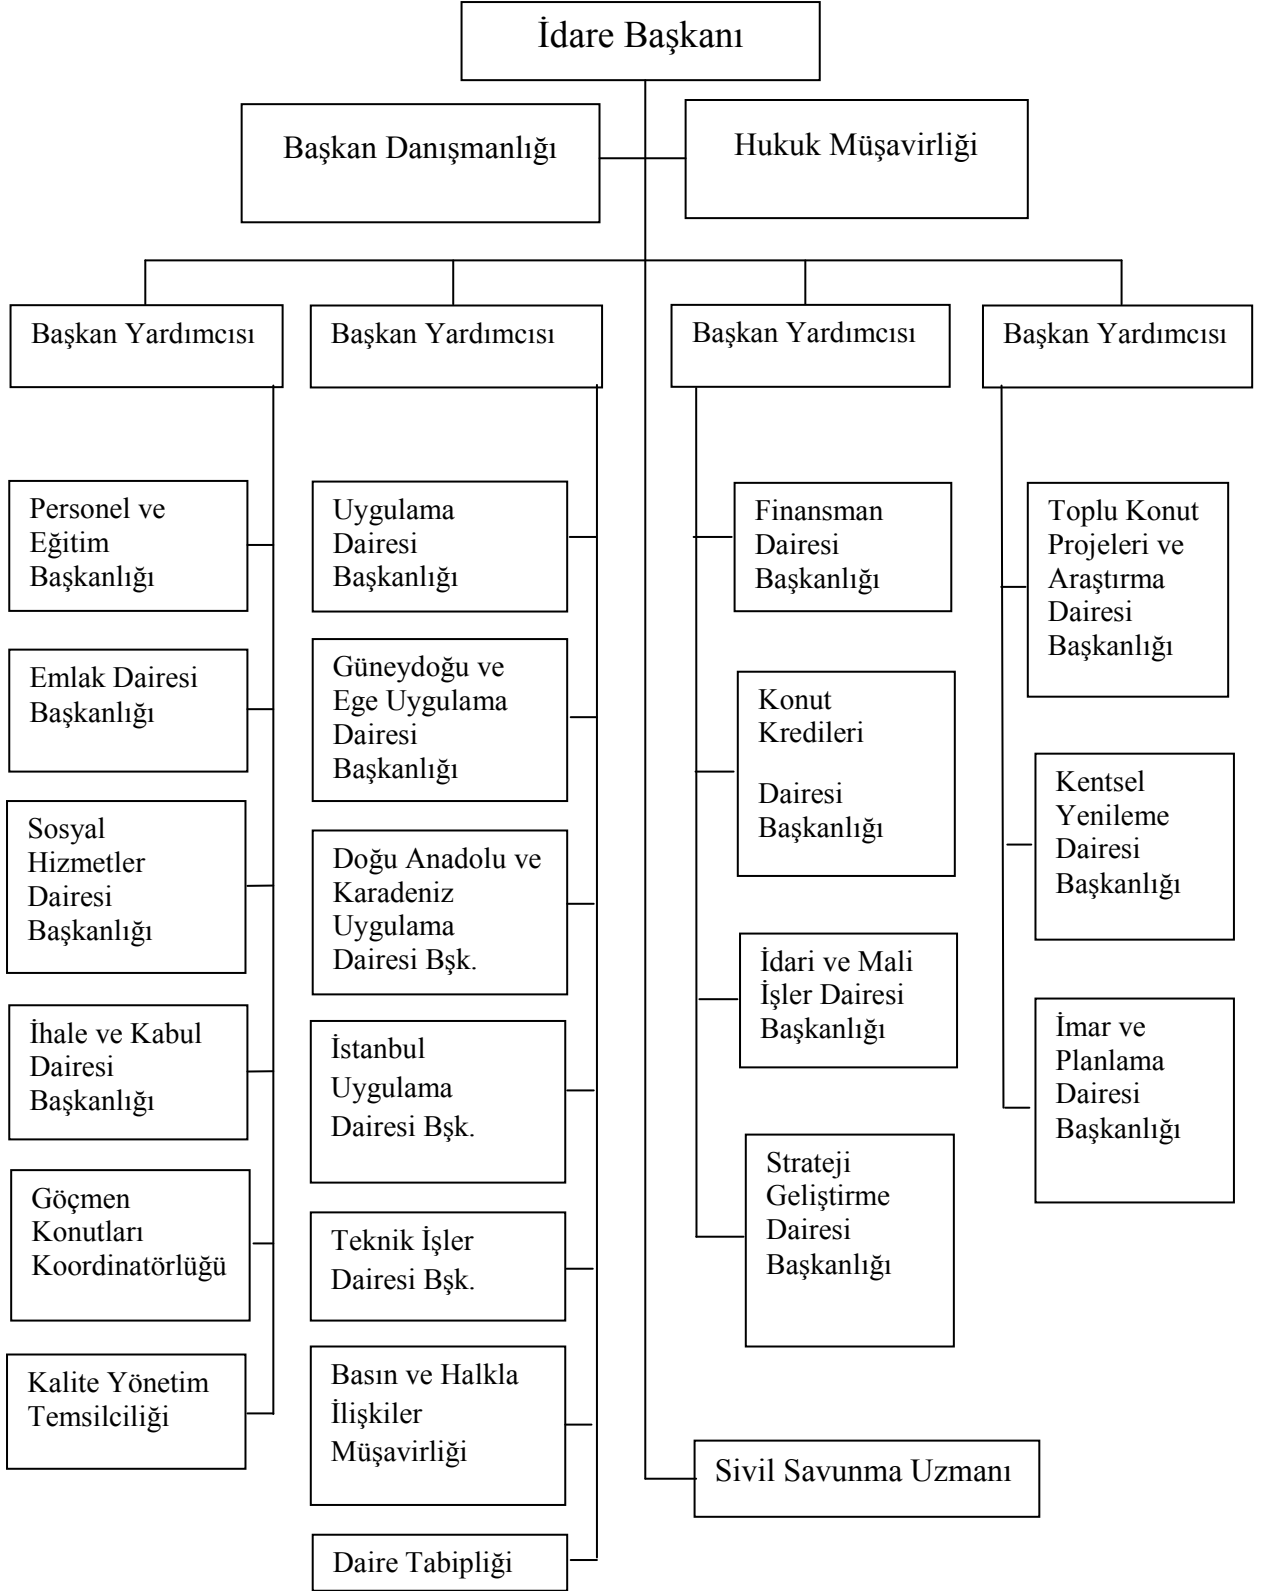 İdare Başkanı
Başkan Danışmanlığı
Hukuk Müşavirliği
Başkan Yardımcısı
Başkan Yardımcısı
Başkan Yardımcısı
Başkan Yardımcısı
Personel ve
Eğitim
Başkanlığı
Emlak Dairesi
Başkanlığı
Sosyal
Hizmetler
Dairesi
Başkanlığı
İhale ve Kabul
Dairesi
Başkanlığı
Göçmen
Konutları
Koordinatörlüğü
Kalite Yönetim
Temsilciliği
Uygulama
Dairesi
Başkanlığı
Güneydoğu ve
Ege Uygulama
Dairesi
Başkanlığı
Doğu Anadolu ve
Karadeniz
Uygulama
Dairesi Bşk.
İstanbul
Uygulama
Dairesi Bşk.
Teknik İşler
Dairesi Bşk.
Basın ve Halkla
İlişkiler
Müşavirliği
Daire Tabipliği
Finansman
Dairesi
Başkanlığı
Konut
Kredileri
Dairesi
Başkanlığı
İdari ve Mali
İşler Dairesi
Başkanlığı
Strateji
Geliştirme
Dairesi
Başkanlığı
Toplu Konut
Projeleri ve
Araştırma
Dairesi
Başkanlığı
Kentsel
Yenileme
Dairesi
Başkanlığı
İmar ve
Planlama
Dairesi
Başkanlığı
Sivil Savunma Uzmanı